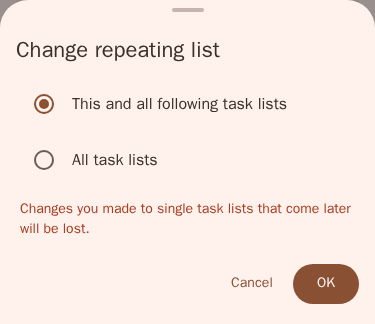 Change repeating list
This and all following task lists
All task lists
Changes you made to single task lists that come later
will be lost.
Cancel
OK